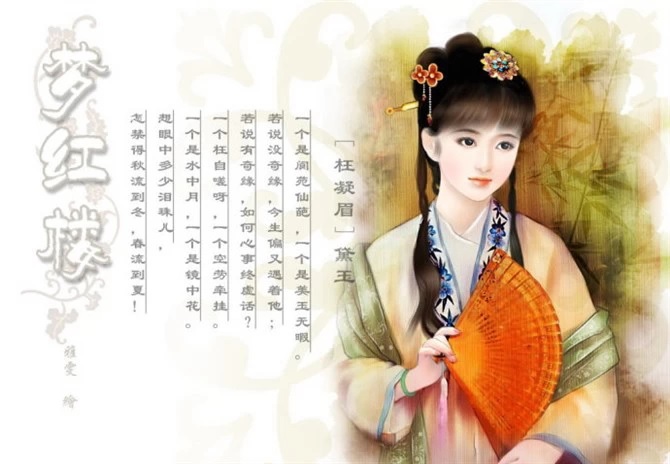 [枉凝眉] 黛玉
一个是阆苑仙葩，一个是美玉无暇。
若说没奇缘，今生偏又遇着他；
若说有奇缘，如何心事终虚话？
一个枉自嗟呀，一个空劳牵挂。
一个是水中月，一个是镜中花。
想眼中多少泪珠儿，
怎禁得秋流到冬，春流到夏！
梦红楼
雅雯 繪